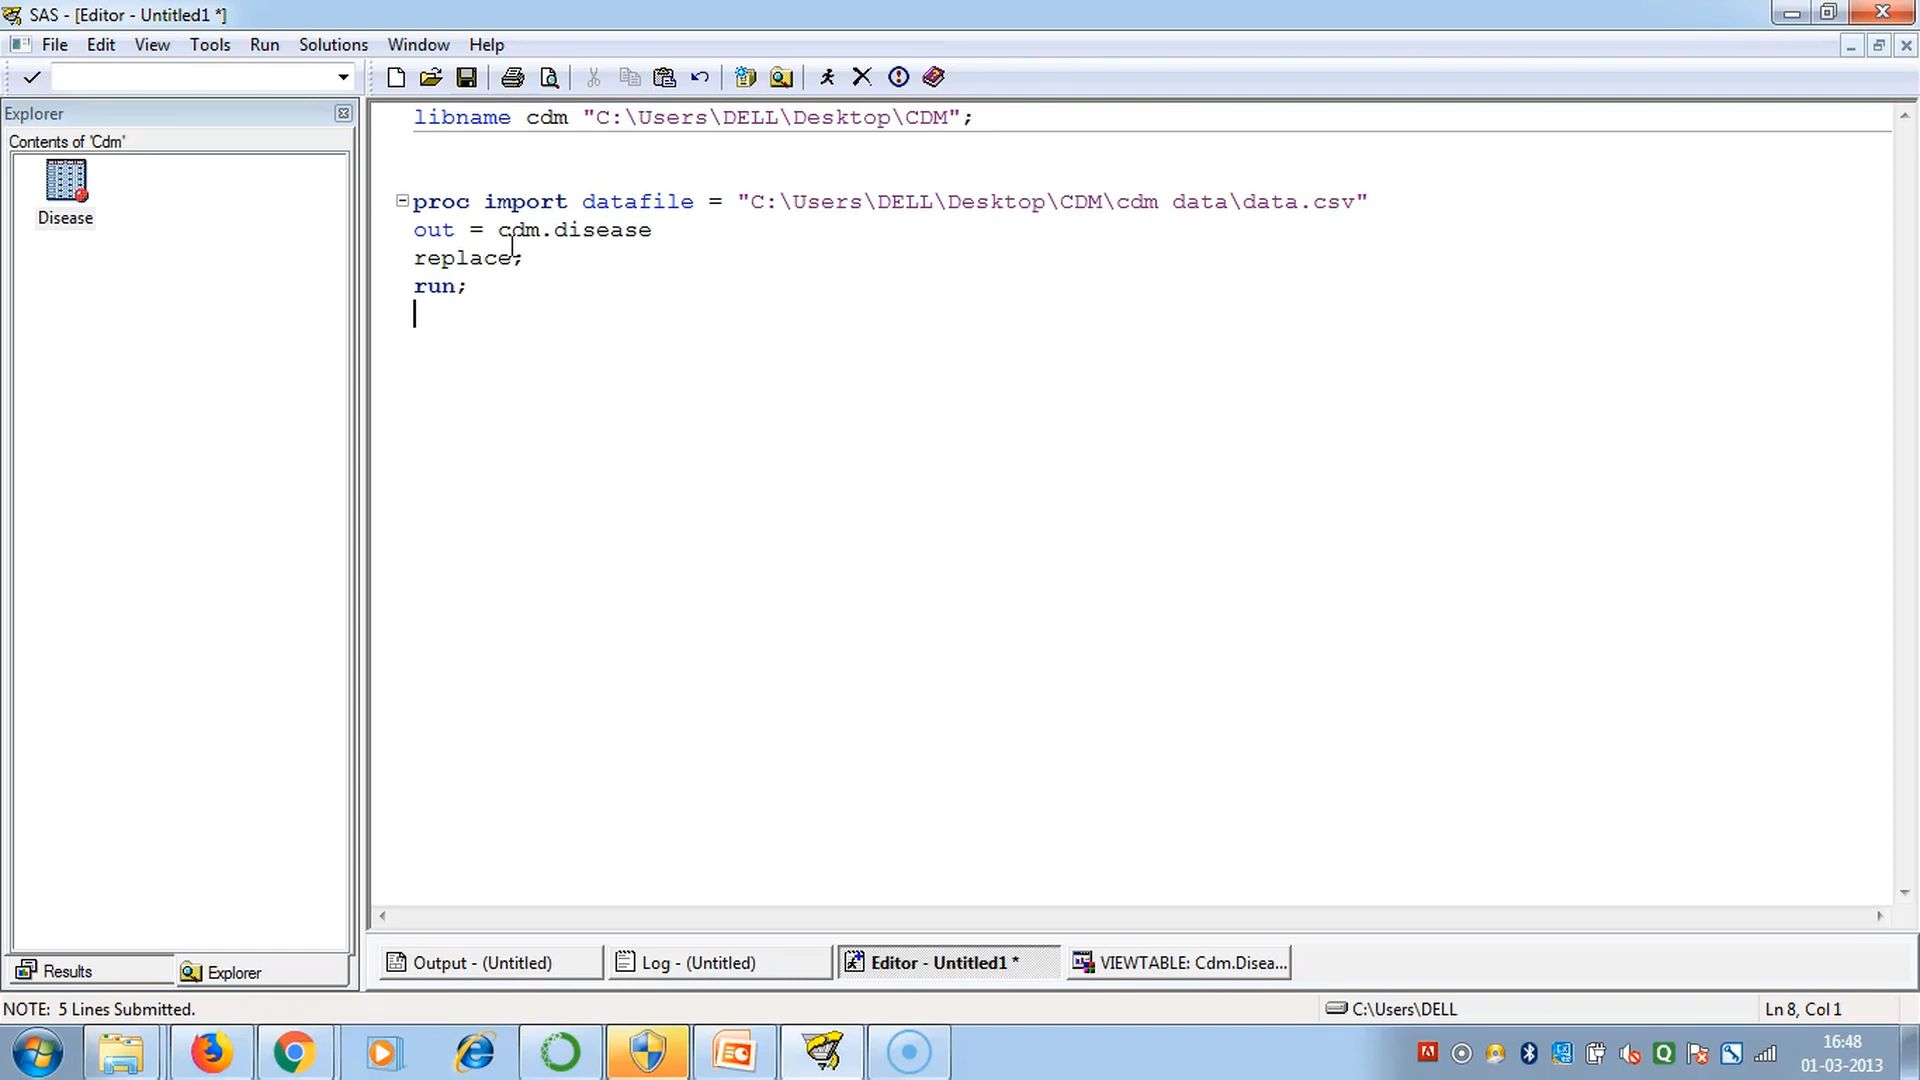 SAS - [Editor - Untitled1 *]
File Edit View Tools Run Solutions Window Help
Explorer
Contents of 'Cdm'
Disease
libname cdm "C:\Users\DELL\Desktop\CDM";
proc import datafile = "C:\Users\DELL\Desktop\CDM\cdm data\data.csv"
out = cdm.disease
replace;
run;
Results Explorer
Output - (Untitled) Log - (Untitled) Editor - Untitled1 * VIEWTABLE: Cdm.Disea...
NOTE: 5 Lines Submitted. C:\Users\DELL Ln 8, Col 1
16:48
01-03-2013